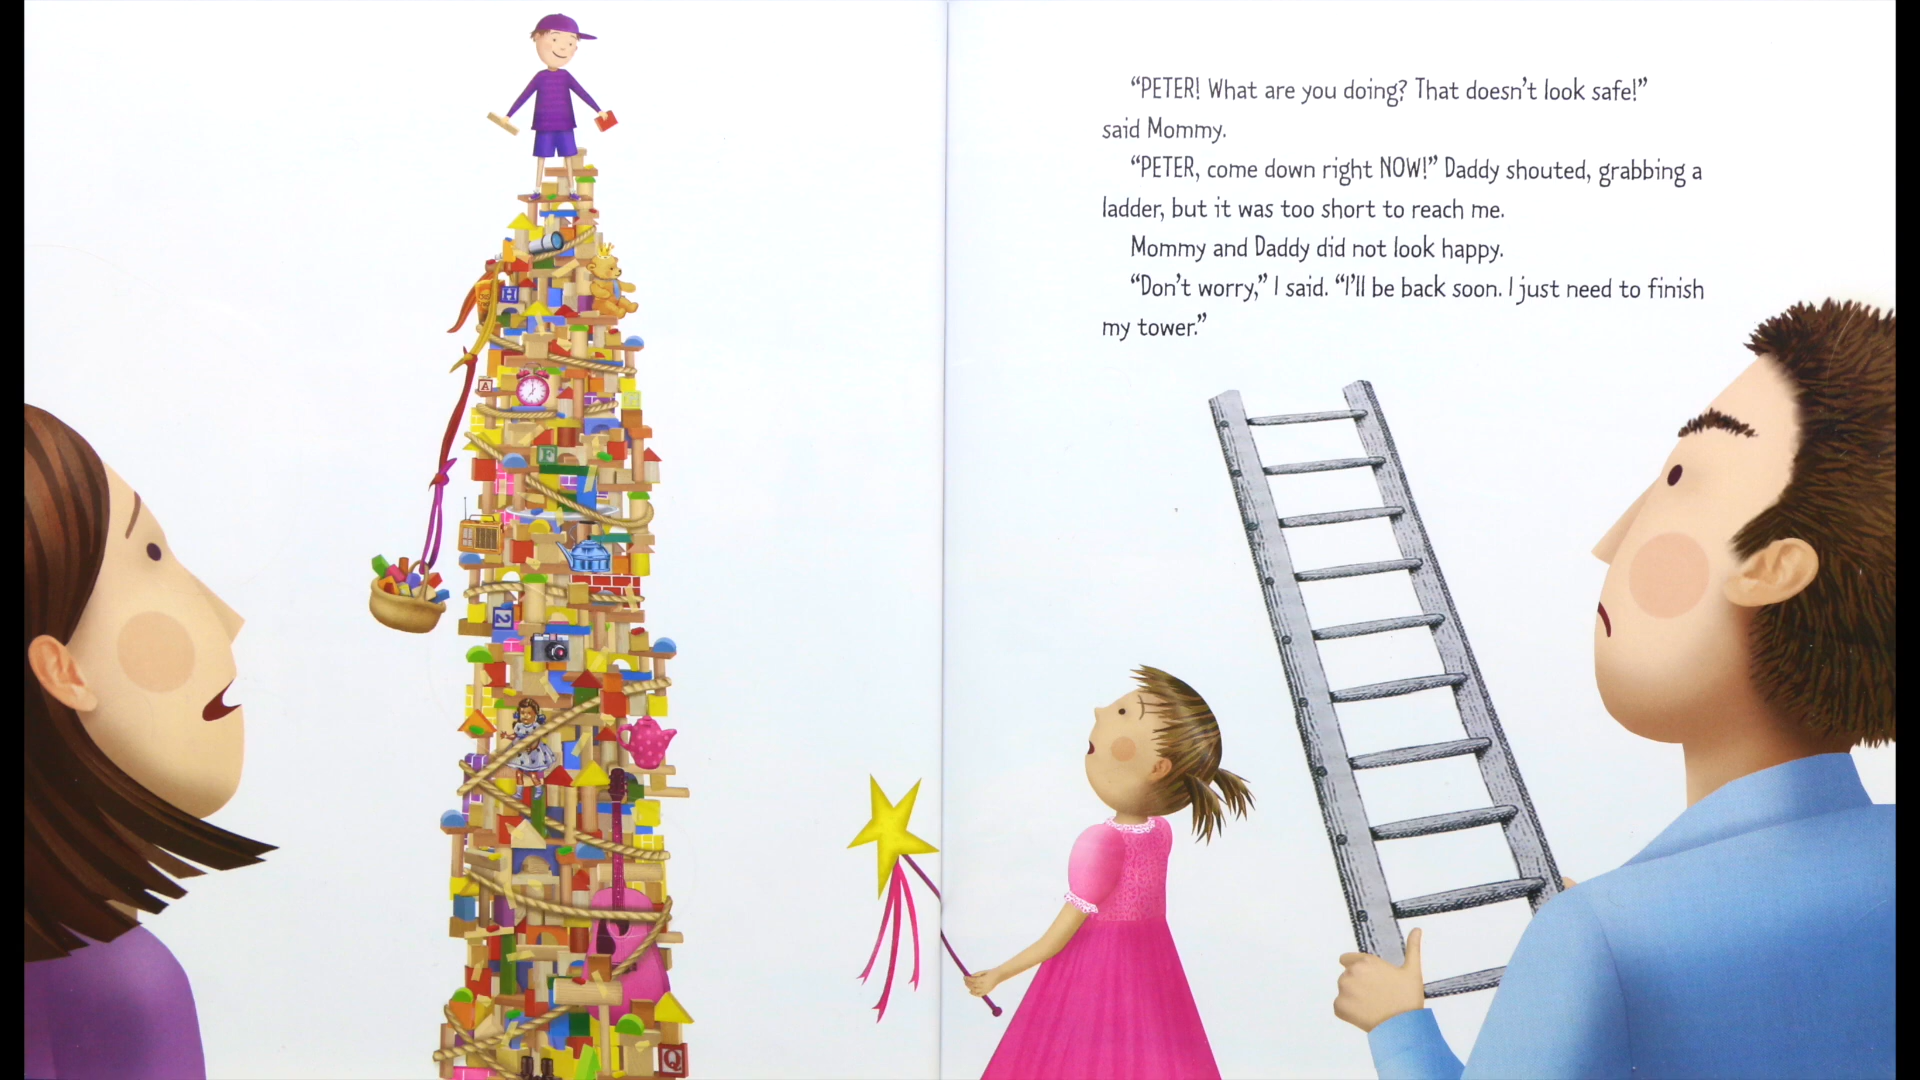 “PETER! What are you doing? That doesn’t look safe!”
said Mommy.
“PETER, come down right NOW!” Daddy shouted, grabbing a
ladder, but it was too short to reach me.
Mommy and Daddy did not look happy.
“Don’t worry,” I said. “I’ll be back soon. I just need to finish
my tower.”
H
A
F
2
Q